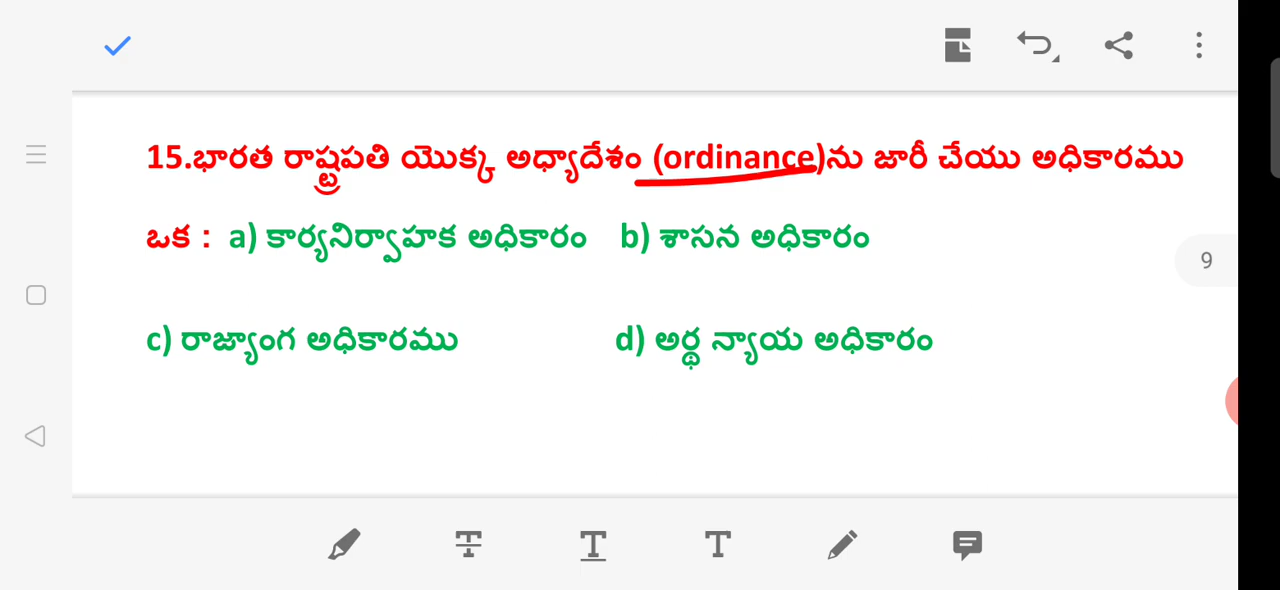 15.భారత రాష్ట్రపతి యొక్క అధ్యాదేశం (ordinance)ను జారీ చేయు అధికారము
ఒక : a) కార్యనిర్వాహక అధికారం b) శాసన అధికారం
9
c) రాజ్యాంగ అధికారము d) అర్థ న్యాయ అధికారం